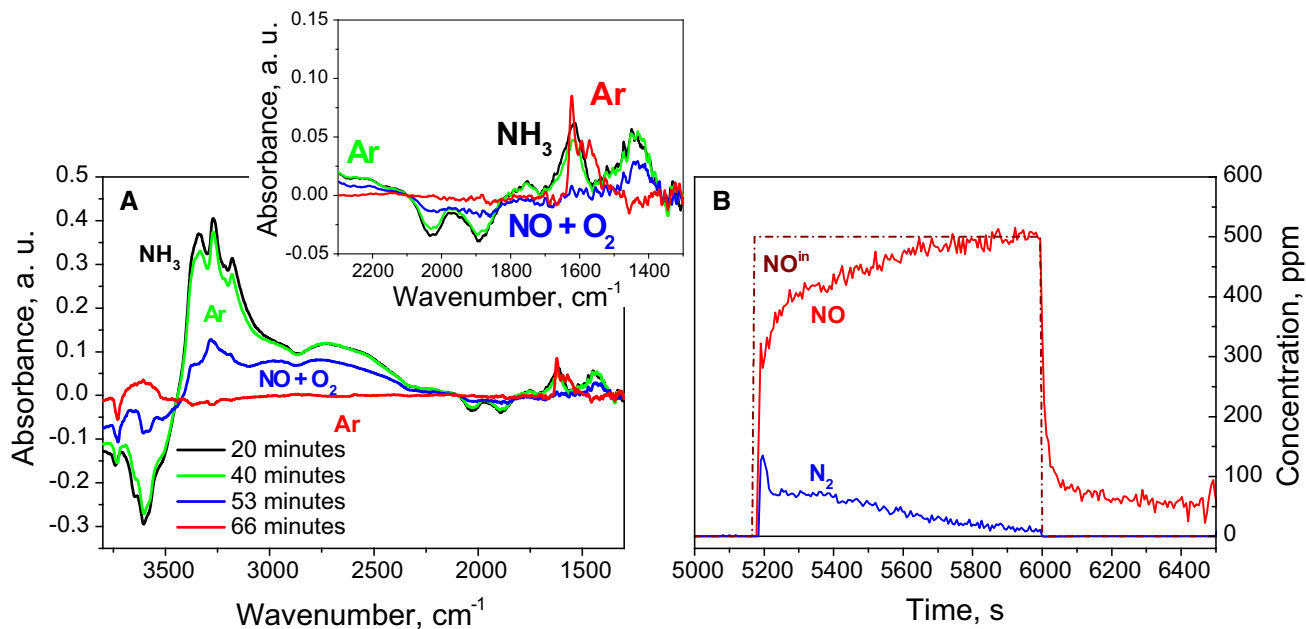 0.15
0.10
0.05
0.00
-0.05
Absorbance, a. u.
Ar
NH3
Ar
NO + O2
2200 2000 1800 1600 1400
Wavenumber, cm-1
A
0.5
0.4
0.3
0.2
0.1
0.0
-0.1
-0.2
-0.3
Absorbance, a. u.
NH3
Ar
NO + O2
Ar
20 minutes
40 minutes
53 minutes
66 minutes
3500 3000 2500 2000 1500
Wavenumber, cm-1
B
NOin
NO
N2
600
500
400
300
200
100
0
Concentration, ppm
5000 5200 5400 5600 5800 6000 6200 6400
Time, s